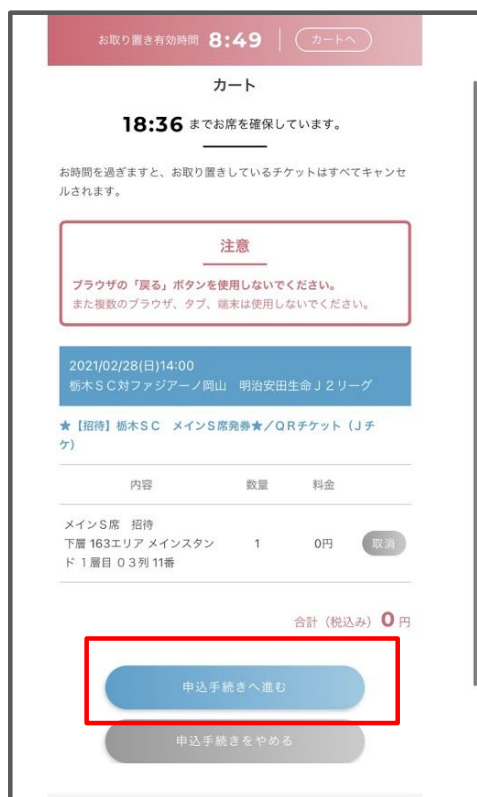 お取り置き有効時間 8:49 カートへ
カート
18:36 までお席を確保しています。
お時間を過ぎますと、お取り置きしているチケットはすべてキャンセ
ルされます。
注意
ブラウザの「戻る」ボタンを使用しないでください。
また複数のブラウザ、タブ、端末は使用しないでください。
2021/02/28(日)14:00
栃木ＳＣ対ファジアーノ岡山　明治安田生命Ｊ２リーグ
★【招待】栃木ＳＣ　メインＳ席発券★／ＱＲチケット（Ｊチ
ケ）
内容 数量 料金
メインＳ席　招待
下層 163エリア メインスタン 1 0円 取消
ド 1層目 ０３列 11番
合計（税込み） 0 円
申込手続きへ進む
申込手続きをやめる